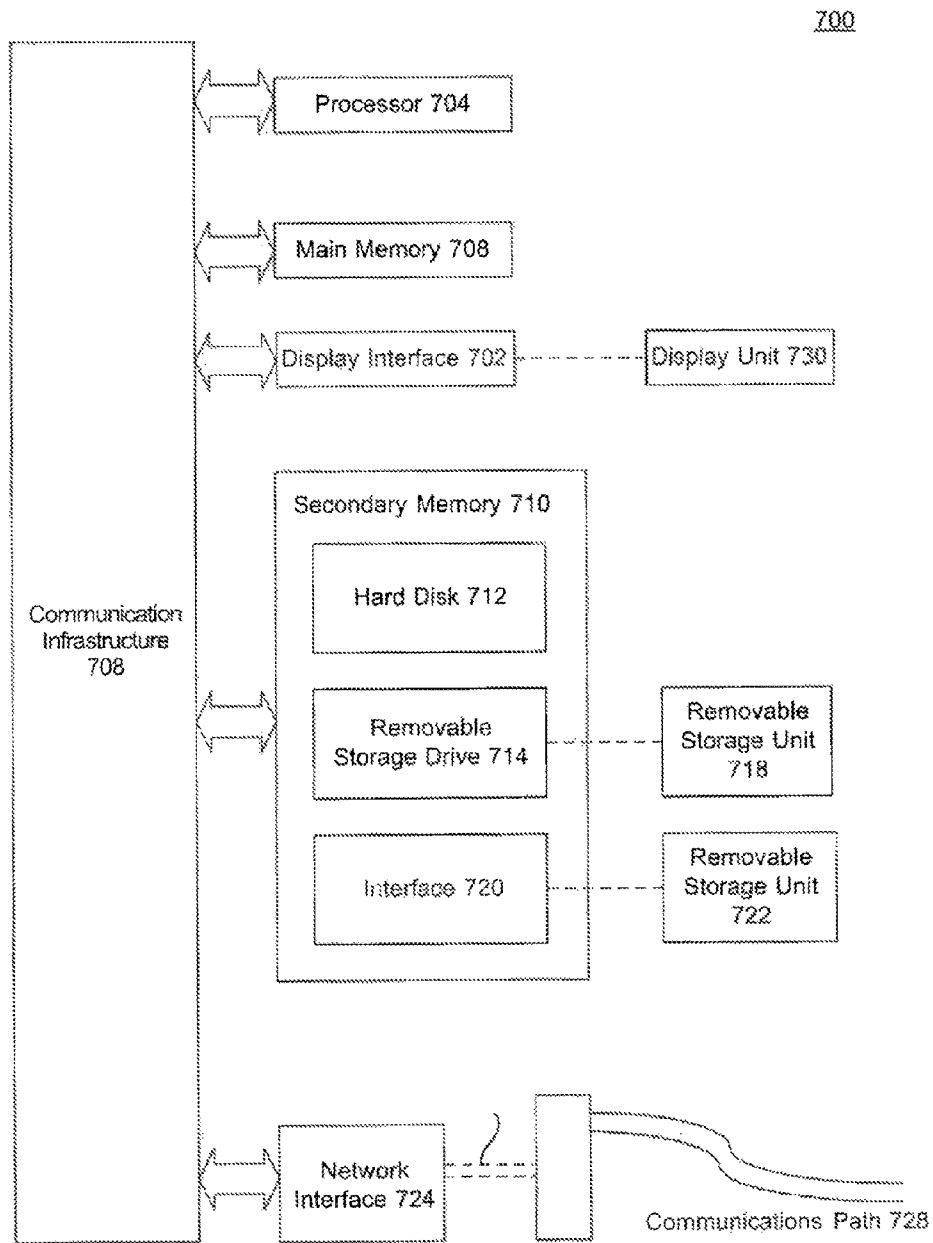 700
Processor 704
Main Memory 708
Display Interface 702
Display Unit 730
Secondary Memory 710
Hard Disk 712
Communication
Infrastructure
708
Removable
Storage Drive 714
Removable
Storage Unit
718
Interface 720
Removable
Storage Unit
722
Network
Interface 724
Communications Path 728